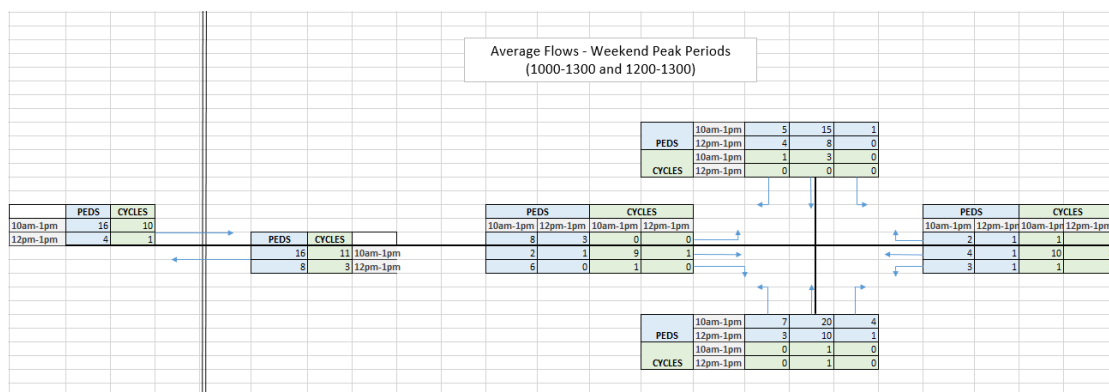 Average Flows - Weekend Peak Periods
(1000-1300 and 1200-1300)
PEDS 10am-1pm 5 15 1
12pm-1pm 4 8 0
CYCLES 10am-1pm 1 3 0
12pm-1pm 0 0 0
PEDS CYCLES
10am-1pm 16 10
12pm-1pm 4 1
PEDS CYCLES
16 11 10am-1pm
8 3 12pm-1pm
PEDS CYCLES
10am-1pm 12pm-1pm 10am-1pm 12pm-1pm
8 3 0 0
2 1 9 1
6 0 1 0
PEDS CYCLES
10am-1pm 12pm-1pm 10am-1pm 12pm-1pm
2 1 1
4 1 10
3 1 1
PEDS 10am-1pm 7 20 4
12pm-1pm 3 10 1
CYCLES 10am-1pm 0 1 0
12pm-1pm 0 1 0